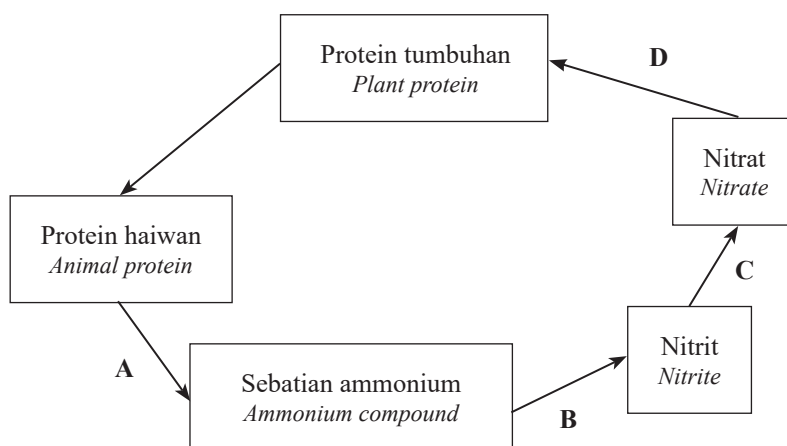 Protein tumbuhan
Plant protein
D
Nitrat
Nitrate
Protein haiwan
Animal protein
C
Nitrit
Nitrite
A
Sebatian ammonium
Ammonium compound
B